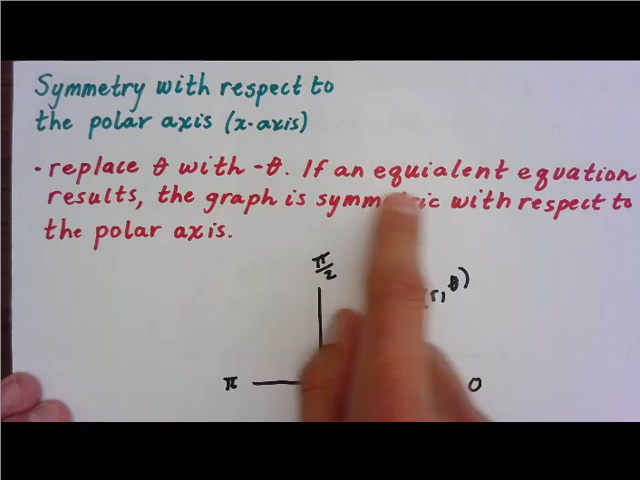 Symmetry with respect to
the polar axis (x-axis)
• replace θ with -θ. If an equialent equation
results, the graph is symmetric with respect to
the polar axis.
π/2
(r, θ)
π 0